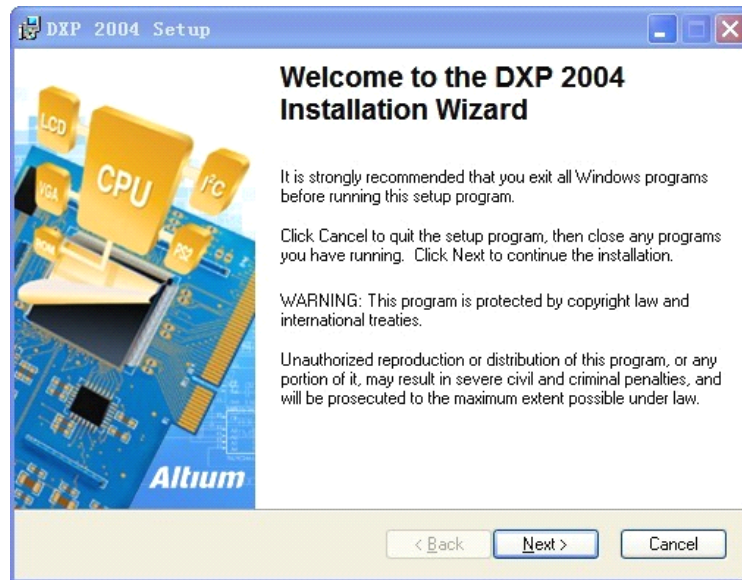 DXP 2004 Setup
Welcome to the DXP 2004
Installation Wizard
LCD
CPU
I²C
VGA
ROM
PS2
It is strongly recommended that you exit all Windows programs
before running this setup program.
Click Cancel to quit the setup program, then close any programs
you have running. Click Next to continue the installation.
WARNING: This program is protected by copyright law and
international treaties.
Unauthorized reproduction or distribution of this program, or any
portion of it, may result in severe civil and criminal penalties, and
will be prosecuted to the maximum extent possible under law.
Altium
< Back
Next >
Cancel